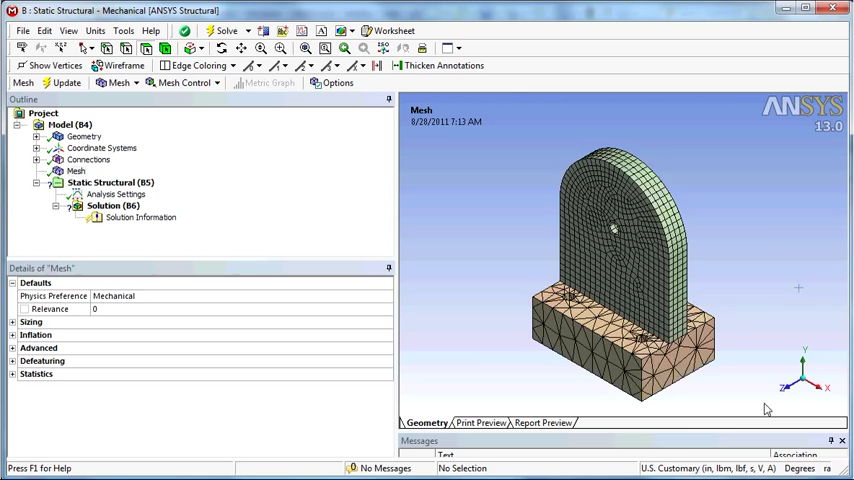 B : Static Structural - Mechanical [ANSYS Structural]
File Edit View Units Tools Help Solve Worksheet
Show Vertices Wireframe Edge Coloring Thicken Annotations
Mesh Update Mesh Mesh Control Metric Graph Options
Outline
Project
Model (B4)
Geometry
Coordinate Systems
Connections
Mesh
Static Structural (B5)
Analysis Settings
Solution (B6)
Solution Information
Details of "Mesh"
Defaults
Physics Preference Mechanical
Relevance 0
Sizing
Inflation
Advanced
Defeaturing
Statistics
Mesh
8/28/2011 7:13 AM
ANSYS
13.0
Y
Z X
Geometry Print Preview Report Preview
Messages
Text Association
Press F1 for Help 0 No Messages No Selection U.S. Customary (in, lbm, lbf, s, V, A) Degrees ra